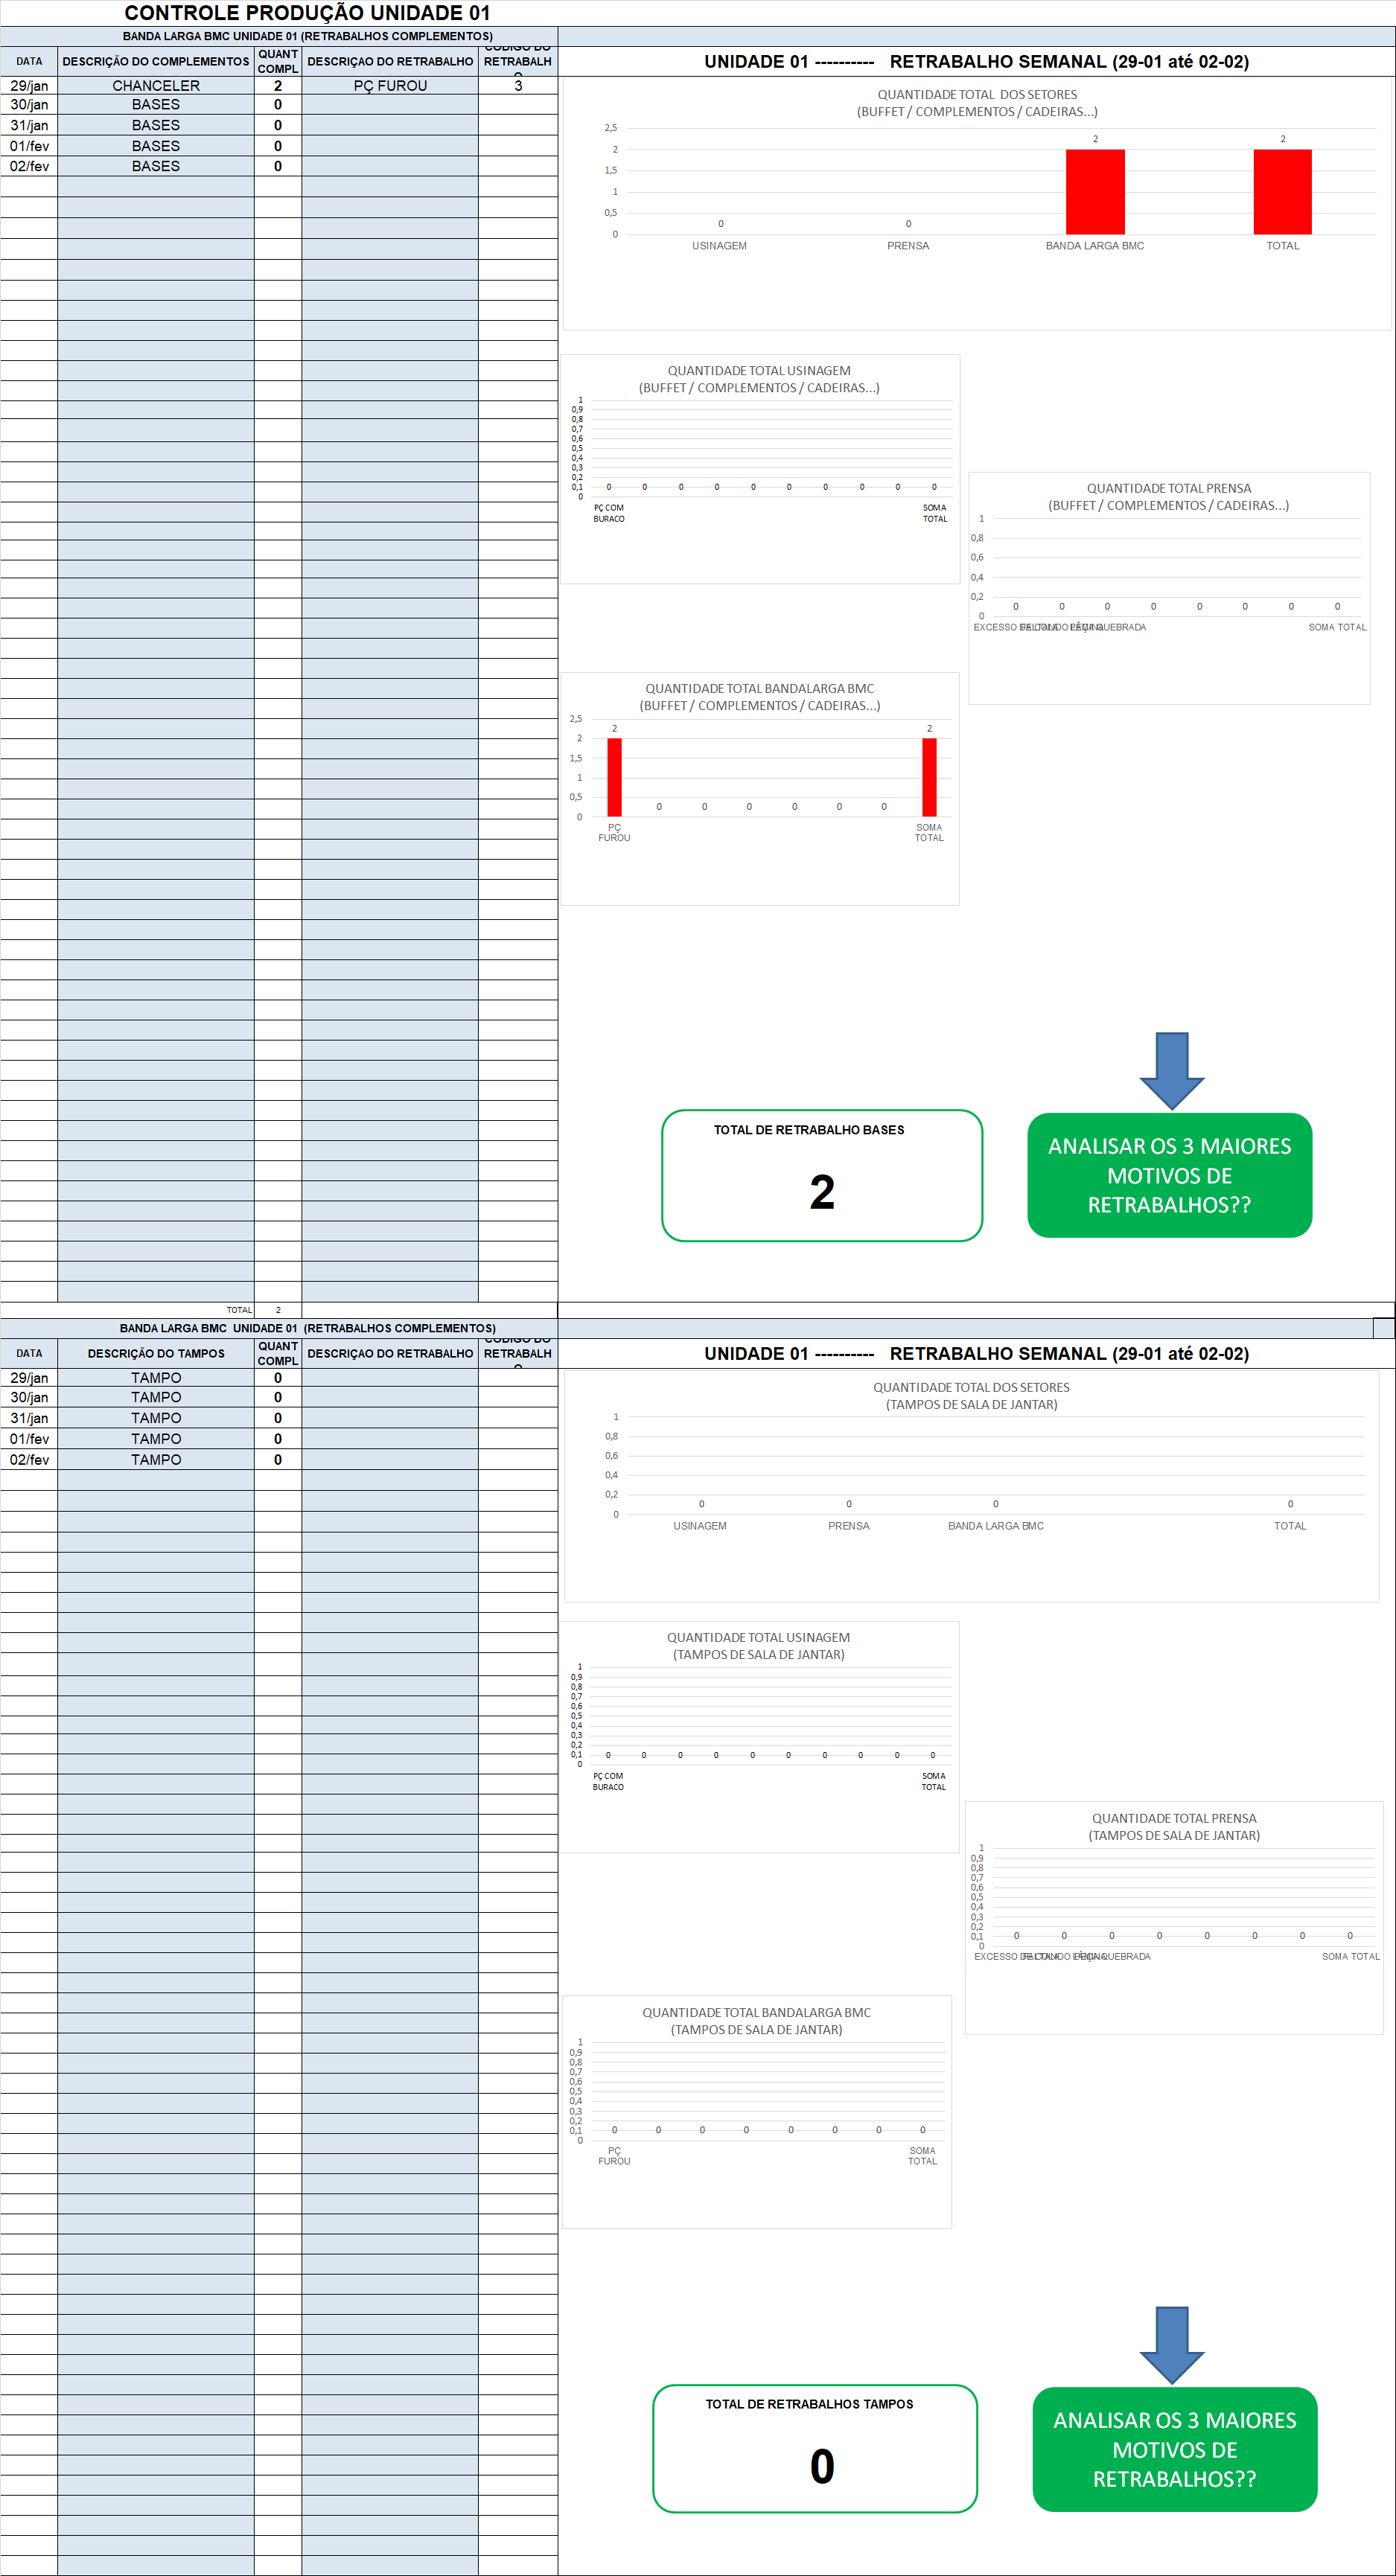 CONTROLE PRODUÇÃO UNIDADE 01
BANDA LARGA BMC UNIDADE 01 (RETRABALHOS COMPLEMENTOS)
DATA DESCRIÇÃO DO COMPLEMENTOS QUANT COMPL DESCRIÇAO DO RETRABALHO CODIGO DO RETRABALH O
29/jan CHANCELER 2 PÇ FUROU 3
30/jan BASES 0
31/jan BASES 0
01/fev BASES 0
02/fev BASES 0
UNIDADE 01 ---------- RETRABALHO SEMANAL (29-01 até 02-02)
QUANTIDADE TOTAL DOS SETORES
(BUFFET / COMPLEMENTOS / CADEIRAS...)
2,5
2
1,5
1
0,5
0
0 0 2 2
USINAGEM PRENSA BANDA LARGA BMC TOTAL
QUANTIDADE TOTAL USINAGEM
(BUFFET / COMPLEMENTOS / CADEIRAS...)
1
0,9
0,8
0,7
0,6
0,5
0,4
0,3
0,2
0,1
0
0 0 0 0 0 0 0 0 0 0
PÇ COM SOMA
BURACO TOTAL
QUANTIDADE TOTAL PRENSA
(BUFFET / COMPLEMENTOS / CADEIRAS...)
1
0,8
0,6
0,4
0,2
0
0 0 0 0 0 0 0 0
EXCESSO QUEBRADA SOMA TOTAL
QUANTIDADE TOTAL BANDALARGA BMC
(BUFFET / COMPLEMENTOS / CADEIRAS...)
2,5
2
1,5
1
0,5
0
2 0 0 0 0 0 0 2
PÇ SOMA
FUROU TOTAL
TOTAL DE RETRABALHO BASES
2
ANALISAR OS 3 MAIORES
MOTIVOS DE
RETRABALHOS??
TOTAL 2
BANDA LARGA BMC UNIDADE 01 (RETRABALHOS COMPLEMENTOS)
DATA DESCRIÇÃO DO TAMPOS QUANT COMPL DESCRIÇAO DO RETRABALHO CODIGO DO RETRABALH O
29/jan TAMPO 0
30/jan TAMPO 0
31/jan TAMPO 0
01/fev TAMPO 0
02/fev TAMPO 0
UNIDADE 01 ---------- RETRABALHO SEMANAL (29-01 até 02-02)
QUANTIDADE TOTAL DOS SETORES
(TAMPOS DE SALA DE JANTAR)
1
0,8
0,6
0,4
0,2
0
0 0 0 0
USINAGEM PRENSA BANDA LARGA BMC TOTAL
QUANTIDADE TOTAL USINAGEM
(TAMPOS DE SALA DE JANTAR)
1
0,9
0,8
0,7
0,6
0,5
0,4
0,3
0,2
0,1
0
0 0 0 0 0 0 0 0 0 0
PÇ COM SOMA
BURACO TOTAL
QUANTIDADE TOTAL PRENSA
(TAMPOS DE SALA DE JANTAR)
1
0,9
0,8
0,7
0,6
0,5
0,4
0,3
0,2
0,1
0
0 0 0 0 0 0 0 0
EXCESSO QUEBRADA SOMA TOTAL
QUANTIDADE TOTAL BANDALARGA BMC
(TAMPOS DE SALA DE JANTAR)
1
0,9
0,8
0,7
0,6
0,5
0,4
0,3
0,2
0,1
0
0 0 0 0 0 0 0 0
PÇ SOMA
FUROU TOTAL
TOTAL DE RETRABALHOS TAMPOS
0
ANALISAR OS 3 MAIORES
MOTIVOS DE
RETRABALHOS??